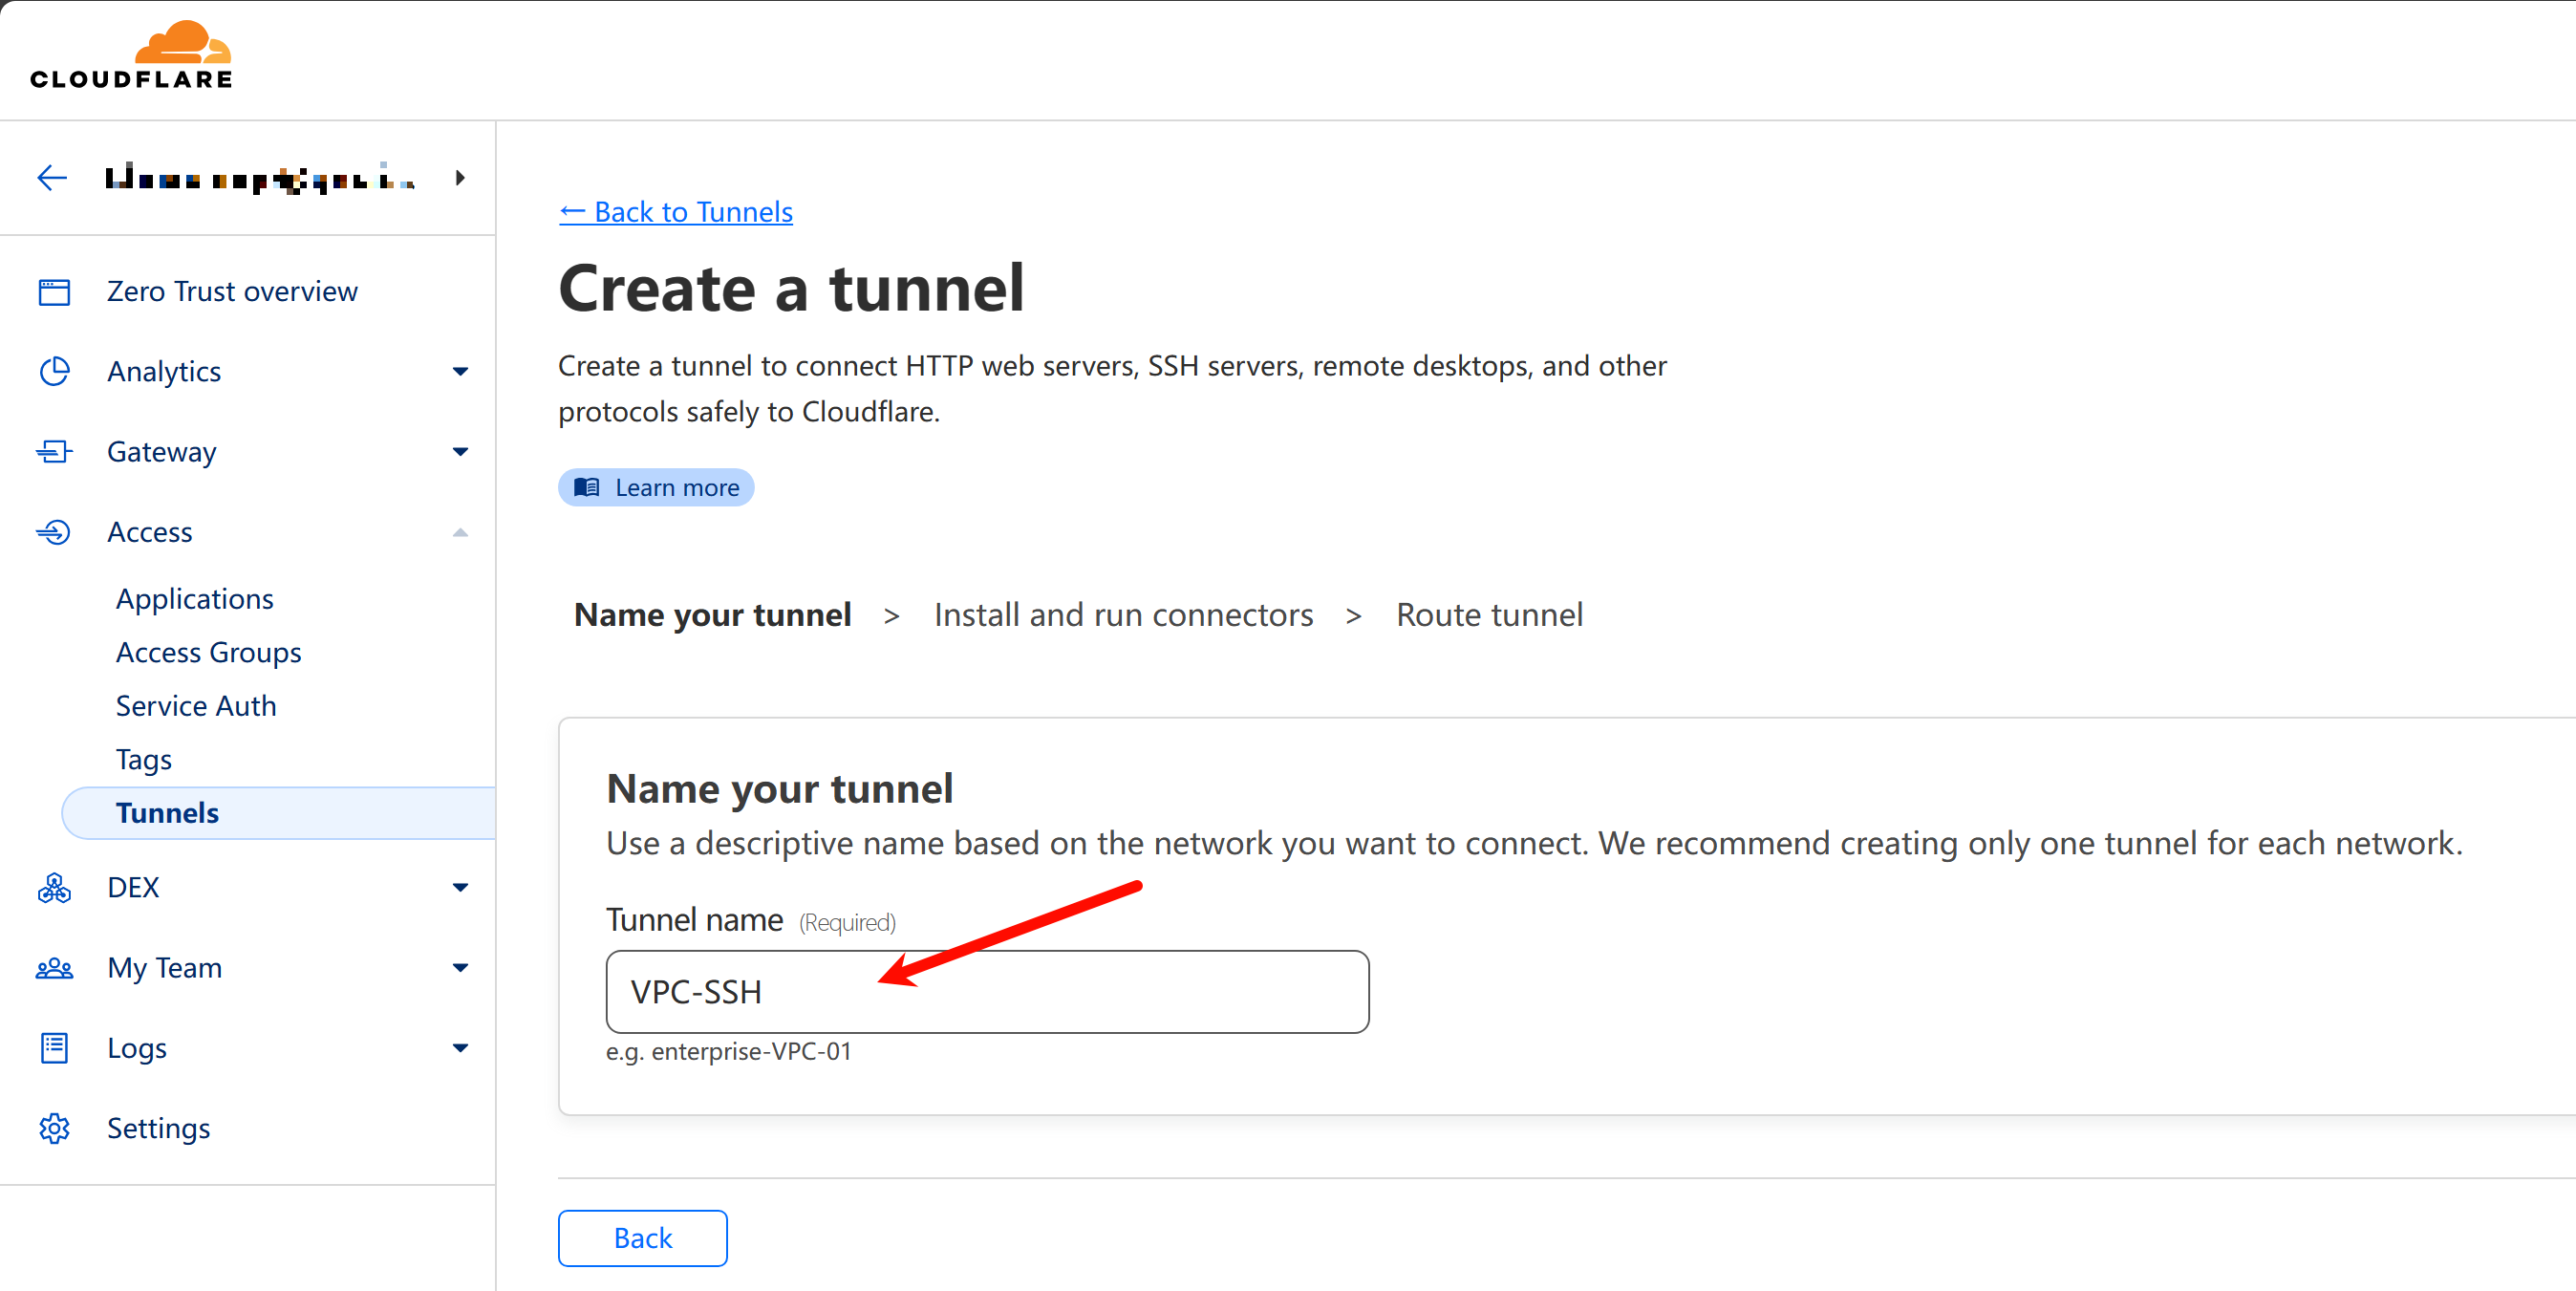 CLOUDFLARE
Zero Trust overview
Analytics
Gateway
Access
Applications
Access Groups
Service Auth
Tags
Tunnels
DEX
My Team
Logs
Settings
← Back to Tunnels
Create a tunnel
Create a tunnel to connect HTTP web servers, SSH servers, remote desktops, and other
protocols safely to Cloudflare.
Learn more
Name your tunnel > Install and run connectors > Route tunnel
Name your tunnel
Use a descriptive name based on the network you want to connect. We recommend creating only one tunnel for each network.
Tunnel name (Required)
VPC-SSH
e.g. enterprise-VPC-01
Back